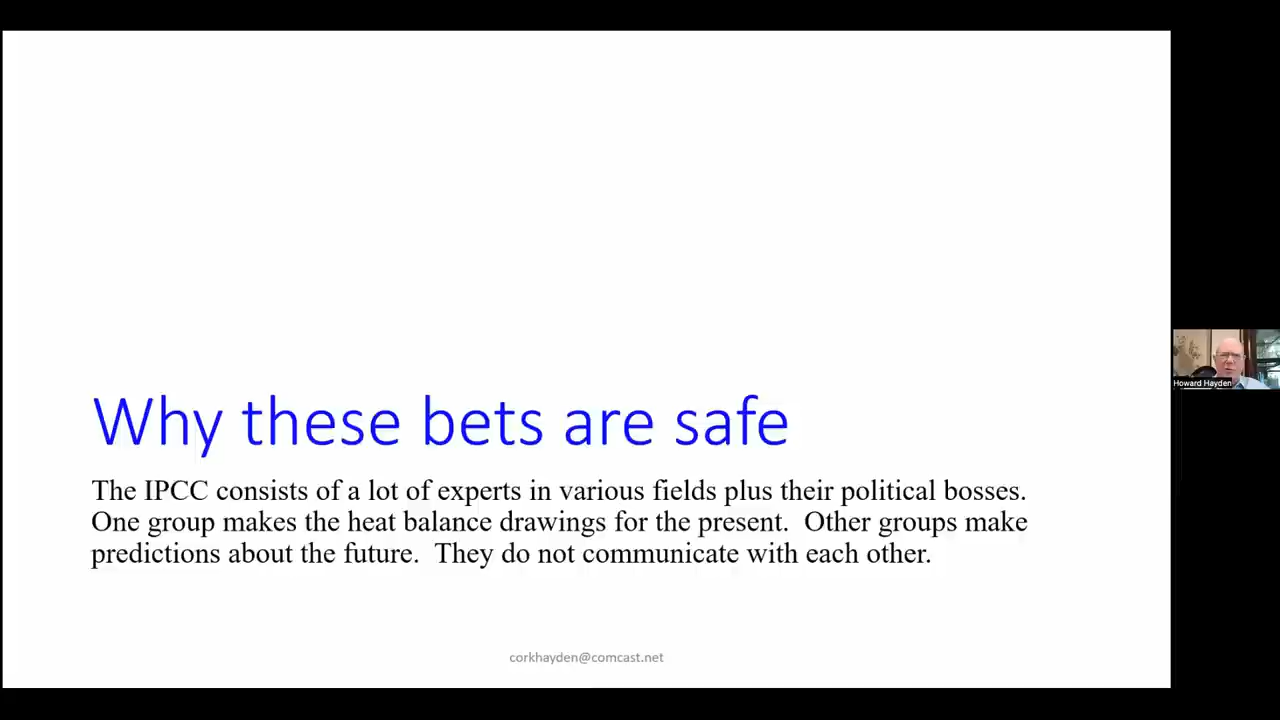 Why these bets are safe
The IPCC consists of a lot of experts in various fields plus their political bosses.
One group makes the heat balance drawings for the present.  Other groups make
predictions about the future.  They do not communicate with each other.
corkhayden@comcast.net
Howard Hayden